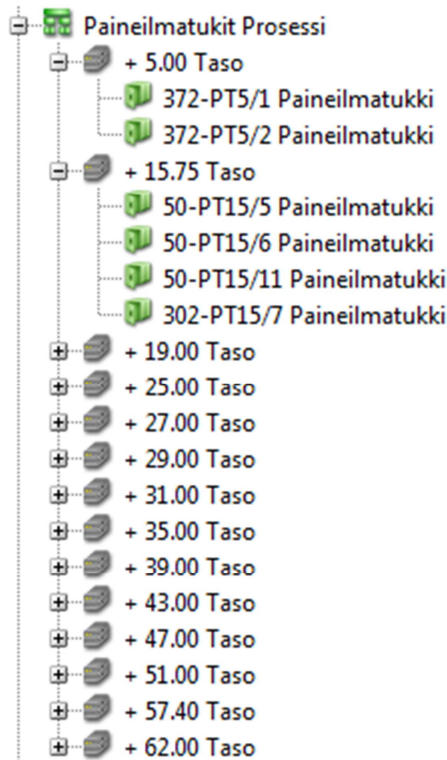 Paineilmatukit Prosessi
+ 5.00 Taso
372-PT5/1 Paineilmatukki
372-PT5/2 Paineilmatukki
+ 15.75 Taso
50-PT15/5 Paineilmatukki
50-PT15/6 Paineilmatukki
50-PT15/11 Paineilmatukki
302-PT15/7 Paineilmatukki
+ 19.00 Taso
+ 25.00 Taso
+ 27.00 Taso
+ 29.00 Taso
+ 31.00 Taso
+ 35.00 Taso
+ 39.00 Taso
+ 43.00 Taso
+ 47.00 Taso
+ 51.00 Taso
+ 57.40 Taso
+ 62.00 Taso